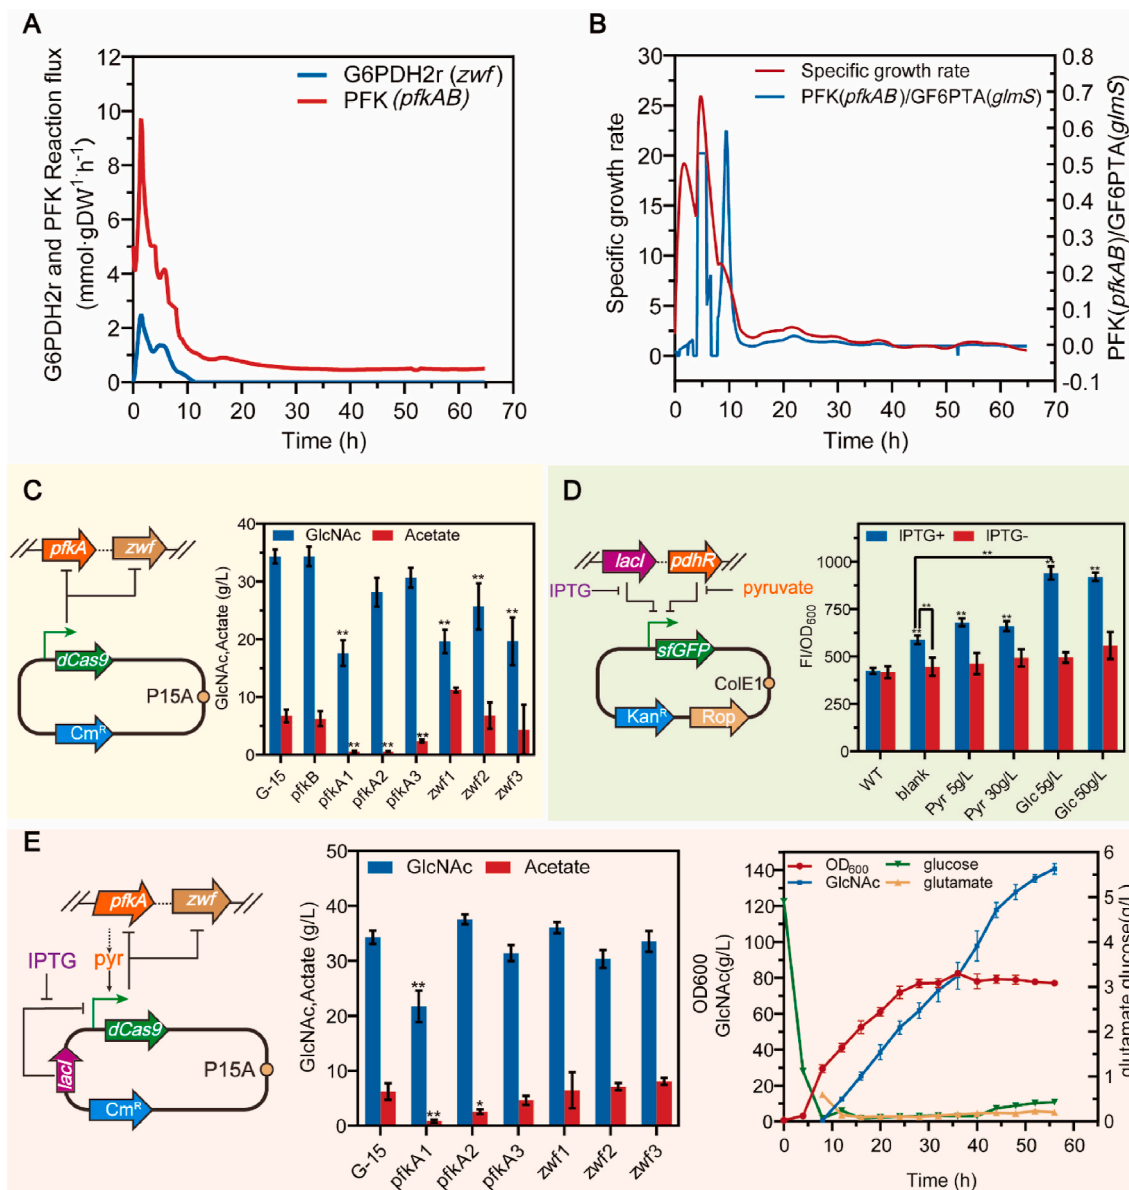 A
G6PDH2r and PFK Reaction flux
(mmol·gDW⁻¹·h⁻¹)
12
10
8
6
4
2
0
G6PDH2r (zwf)
PFK (pfkAB)
0 10 20 30 40 50 60 70
Time (h)
B
Specific growth rate
30
25
20
15
10
5
0
Specific growth rate
PFK(pfkAB)/GF6PTA(glmS)
0.8
0.7
0.6
0.5
0.4
0.3
0.2
0.1
0.0
-0.1
PFK(pfkAB)/GF6PTA(glmS)
0 10 20 30 40 50 60 70
Time (h)
C
pfkA zwf
dCas9
P15A
CmR
GlcNAc,Actate (g/L)
40
30
20
10
0
GlcNAc Acetate
** ** ** ** ** ** ** **
G-15 pfkB pfkA1 pfkA2 pfkA3 zwf1 zwf2 zwf3
D
lacI pdhR
IPTG pyruvate
sfGFP
ColE1
KanR Rop
FI/OD600
1000
750
500
250
0
IPTG+ IPTG-
**
** ** ** ** ** **
WT blank Pyr 5g/L Pyr 30g/L Glc 5g/L Glc 50g/L
E
pfkA zwf
IPTG pyr
dCas9
lacI
P15A
CmR
GlcNAc,Actate (g/L)
50
40
30
20
10
0
GlcNAc Acetate
** ** *
G-15 pfkA1 pfkA2 pfkA3 zwf1 zwf2 zwf3
OD600
GlcNAc(g/L)
140
120
100
80
60
40
20
0
OD600 glucose
GlcNAc glutamate
6
5
4
3
2
1
0
glutamate glucose(g/L)
0 10 20 30 40 50 60
Time (h)